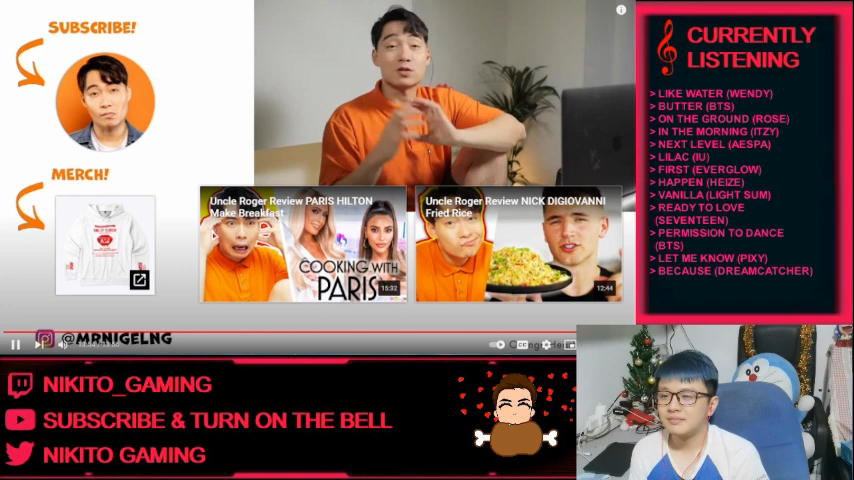 SUBSCRIBE!
MERCH!
Uncle Roger Review PARIS HILTON
Make Breakfast
COOKING WITH
PARIS
15:32
Uncle Roger Review NICK DIGIOVANNI
Fried Rice
12:44
@MRNIGELNG
CC
CURRENTLY
LISTENING
> LIKE WATER (WENDY)
> BUTTER (BTS)
> ON THE GROUND (ROSE)
> IN THE MORNING (ITZY)
> NEXT LEVEL (AESPA)
> LILAC (IU)
> FIRST (EVERGLOW)
> HAPPEN (HEIZE)
> VANILLA (LIGHT SUM)
> READY TO LOVE
(SEVENTEEN)
> PERMISSION TO DANCE
(BTS)
> LET ME KNOW (PIXY)
> BECAUSE (DREAMCATCHER)
NIKITO_GAMING
SUBSCRIBE & TURN ON THE BELL
NIKITO GAMING